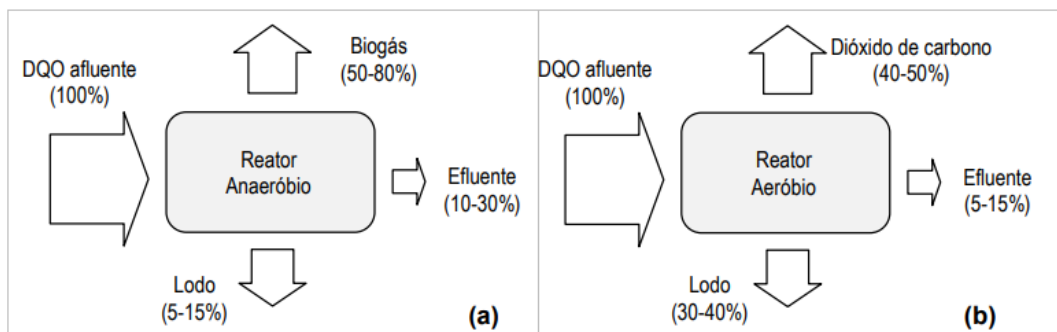 Biogás
(50-80%)
DQO afluente
(100%)
Reator
Anaeróbio
Efluente
(10-30%)
Lodo
(5-15%)
(a)
Dióxido de carbono
(40-50%)
DQO afluente
(100%)
Reator
Aeróbio
Efluente
(5-15%)
Lodo
(30-40%)
(b)